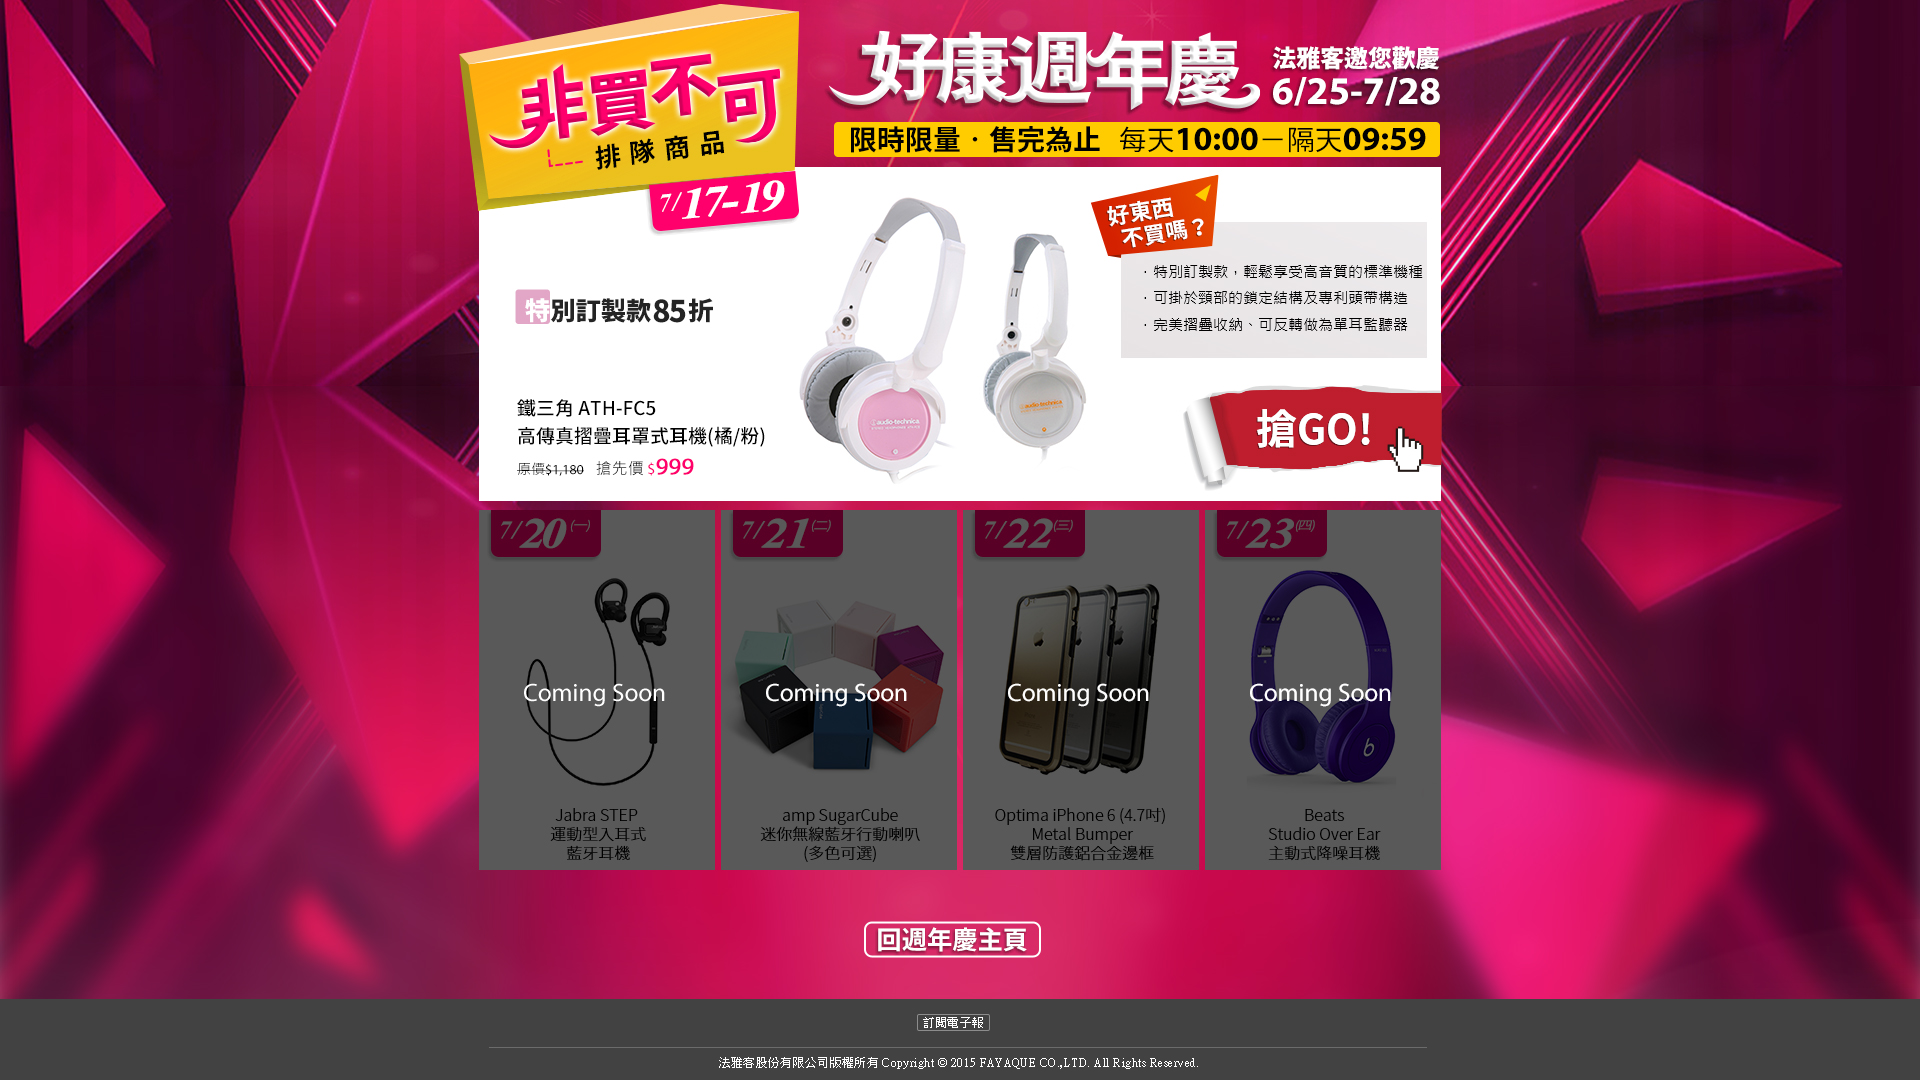 非買不可
排隊商品
7/17-19
好康週年慶
法雅客邀您歡慶
6/25-7/28
限時限量．售完為止 每天10:00－隔天09:59
特別訂製款85折
鐵三角 ATH-FC5
高傳真摺疊耳罩式耳機(橘/粉)
原價$1,180 搶先價 $999
audio-technica
audio-technica
好東西
不買嗎？
．特別訂製款，輕鬆享受高音質的標準機種
．可掛於頸部的鎖定結構及專利頭帶構造
．完美摺疊收納、可反轉做為單耳監聽器
搶GO!
7/20 (一)
Coming Soon
Jabra STEP
運動型入耳式
藍牙耳機
7/21 (二)
Coming Soon
amp SugarCube
迷你無線藍牙行動喇叭
(多色可選)
7/22 (三)
Coming Soon
Optima iPhone 6 (4.7吋)
Metal Bumper
雙層防護鋁合金邊框
7/23 (四)
Coming Soon
Beats
Studio Over Ear
主動式降噪耳機
回週年慶主頁
訂閱電子報
法雅客股份有限公司版權所有 Copyright © 2015 FAYAQUE CO.,LTD. All Rights Reserved.